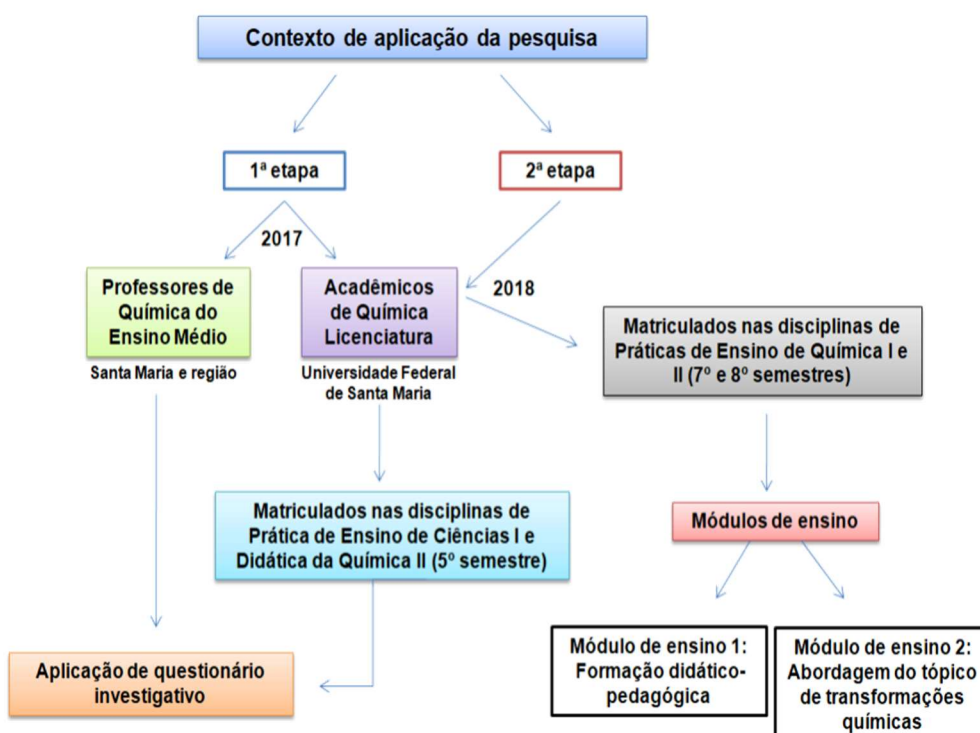 Contexto de aplicação da pesquisa
1ª etapa
2ª etapa
2017
Professores de
Química do
Ensino Médio
Santa Maria e região
Acadêmicos
de Química
Licenciatura
Universidade Federal
de Santa Maria
2018
Matriculados nas disciplinas de
Práticas de Ensino de Química I e
II (7º e 8º semestres)
Matriculados nas disciplinas de
Prática de Ensino de Ciências I e
Didática da Química II (5º semestre)
Módulos de ensino
Aplicação de questionário
investigativo
Módulo de ensino 1:
Formação didático-
pedagógica
Módulo de ensino 2:
Abordagem do tópico
de transformações
químicas